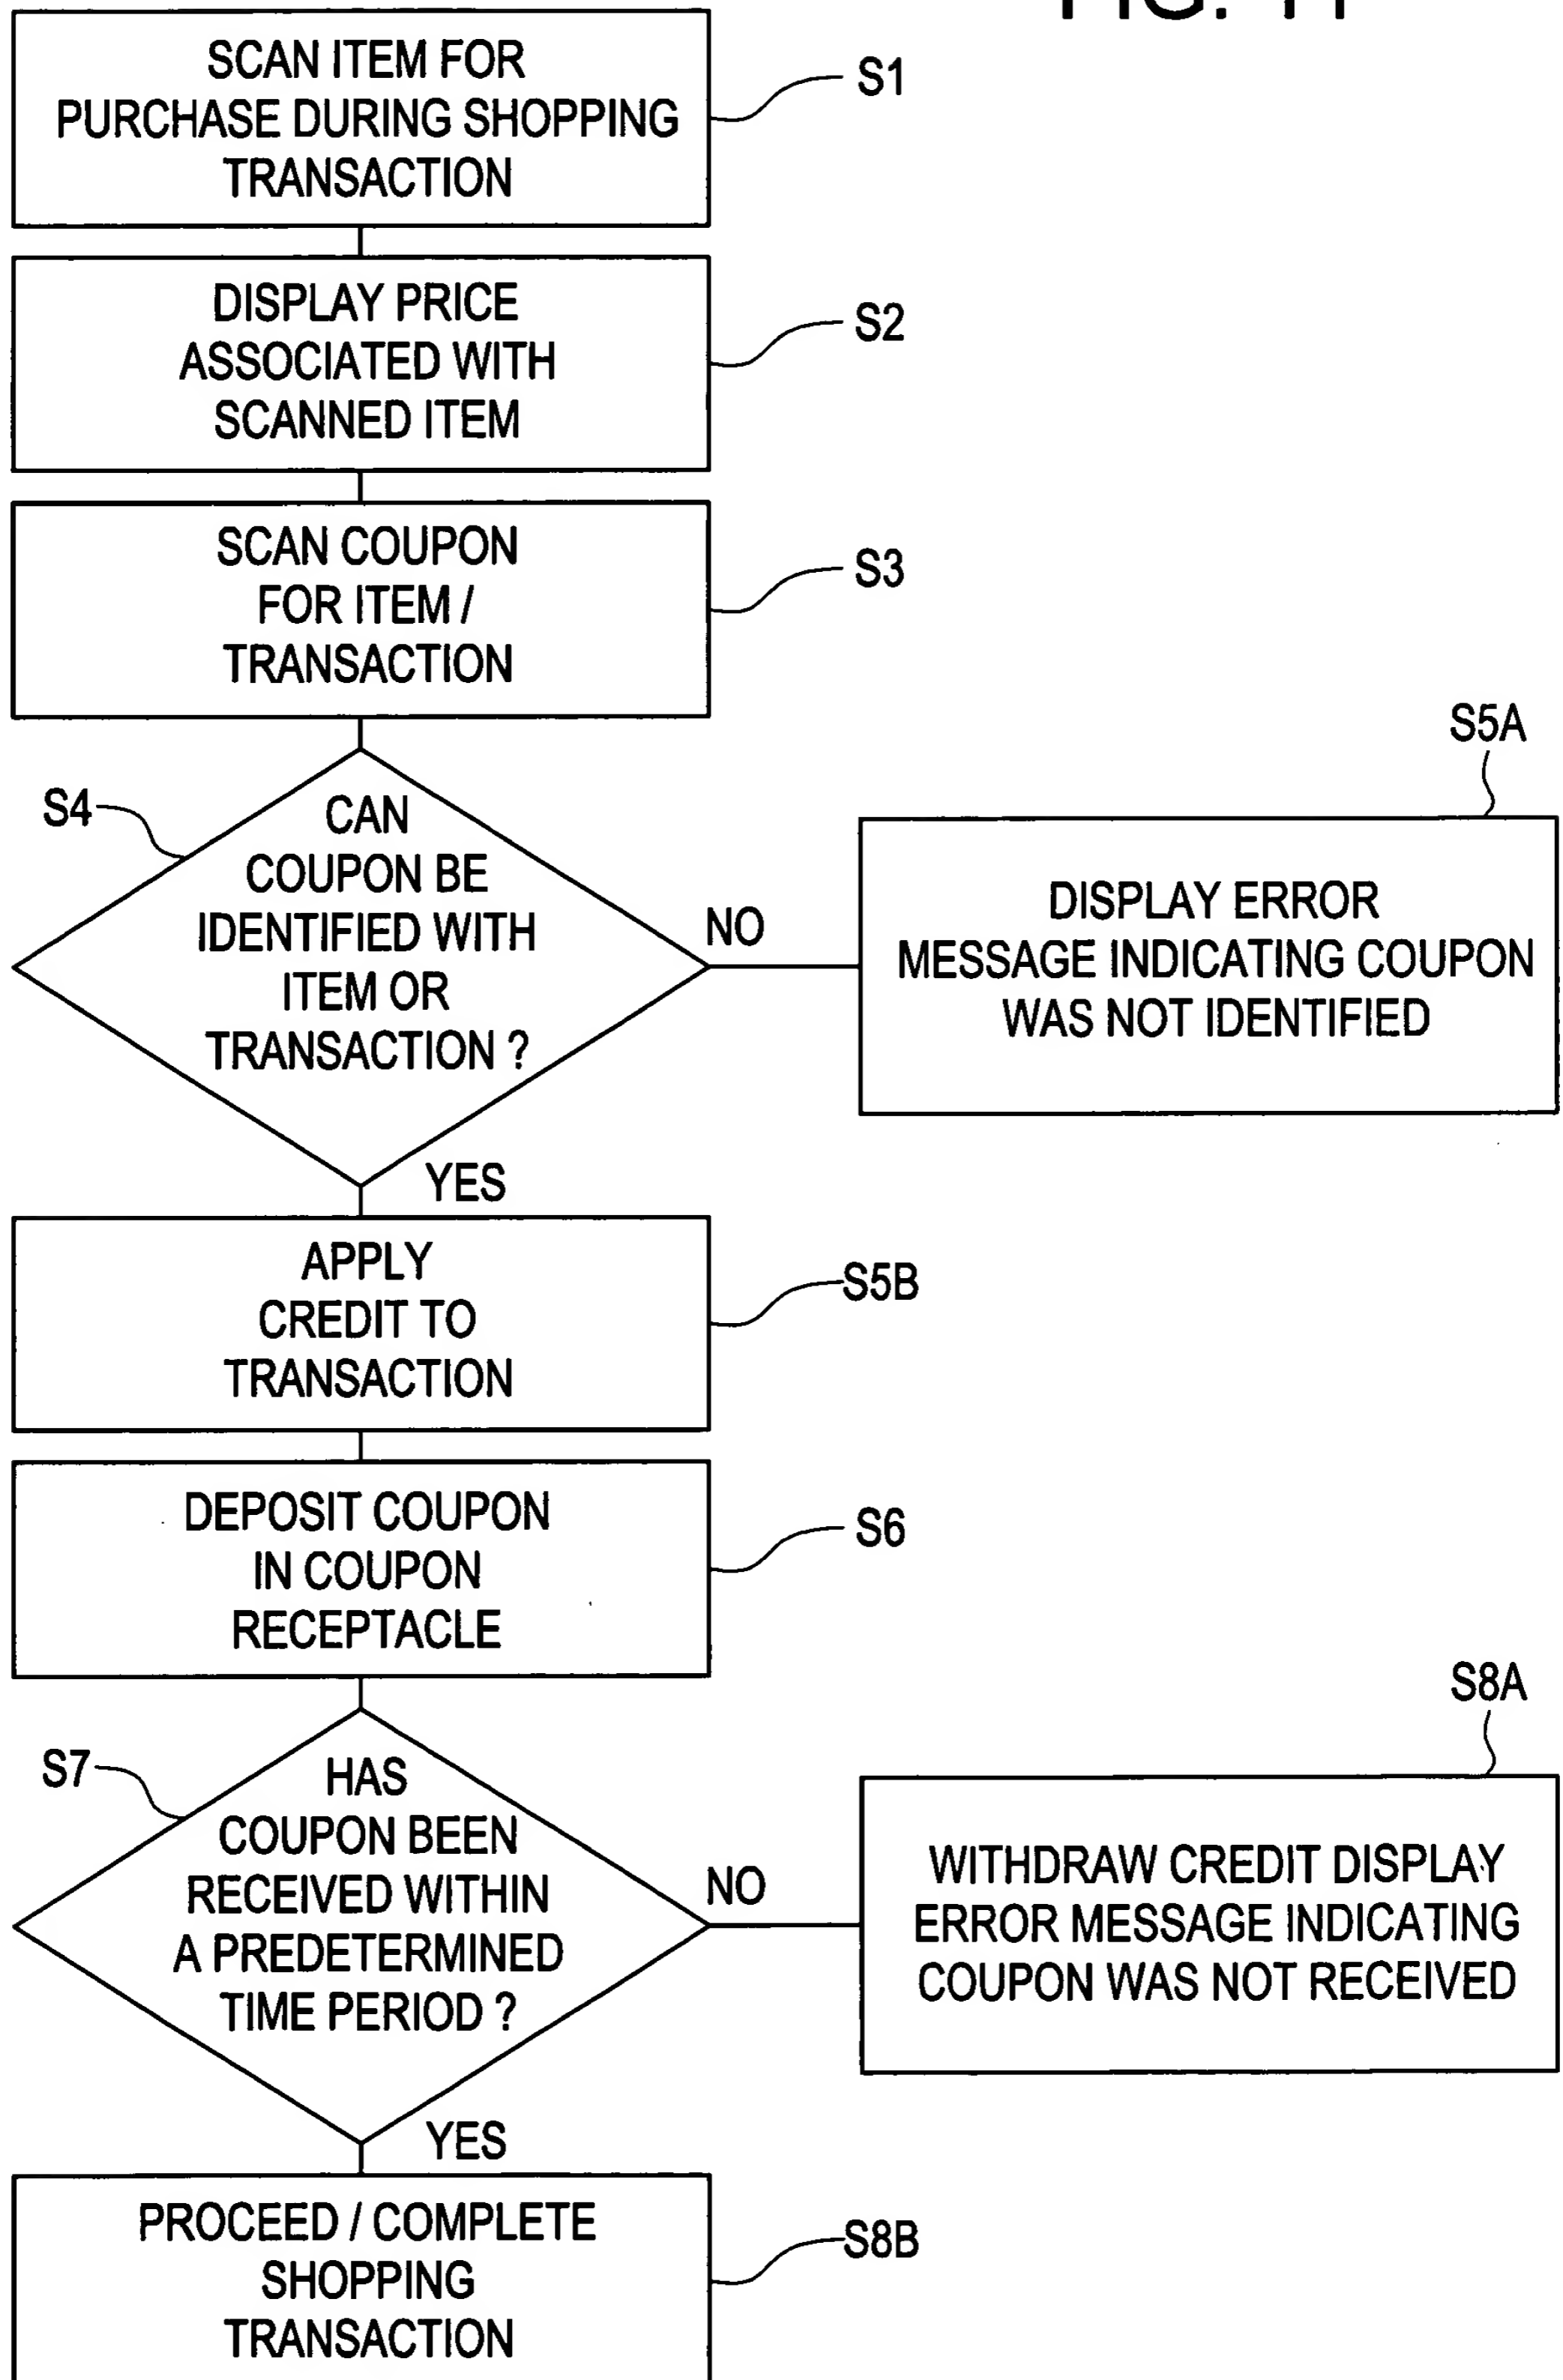 SCAN ITEM FOR
PURCHASE DURING SHOPPING
TRANSACTION
S1
DISPLAY PRICE
ASSOCIATED WITH
SCANNED ITEM
S2
SCAN COUPON
FOR ITEM /
TRANSACTION
S3
S4
CAN
COUPON BE
IDENTIFIED WITH
ITEM OR
TRANSACTION ?
NO
S5A
DISPLAY ERROR
MESSAGE INDICATING COUPON
WAS NOT IDENTIFIED
YES
APPLY
CREDIT TO
TRANSACTION
S5B
DEPOSIT COUPON
IN COUPON
RECEPTACLE
S6
S7
HAS
COUPON BEEN
RECEIVED WITHIN
A PREDETERMINED
TIME PERIOD ?
NO
S8A
WITHDRAW CREDIT DISPLAY
ERROR MESSAGE INDICATING
COUPON WAS NOT RECEIVED
YES
PROCEED / COMPLETE
SHOPPING
TRANSACTION
S8B